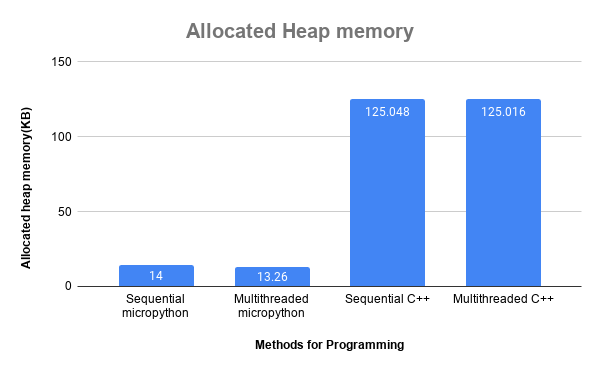 Allocated Heap memory
Allocated heap memory(KB)
150
100
50
0
14
13.26
125.048
125.016
Sequential
micropython
Multithreaded
micropython
Sequential C++
Multithreaded C++
Methods for Programming